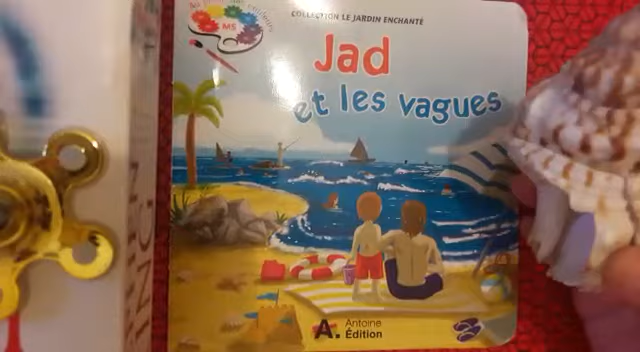 COLLECTION LE JARDIN ENCHANTÉ
MS
Jad
et les vagues
A. Antoine
Édition